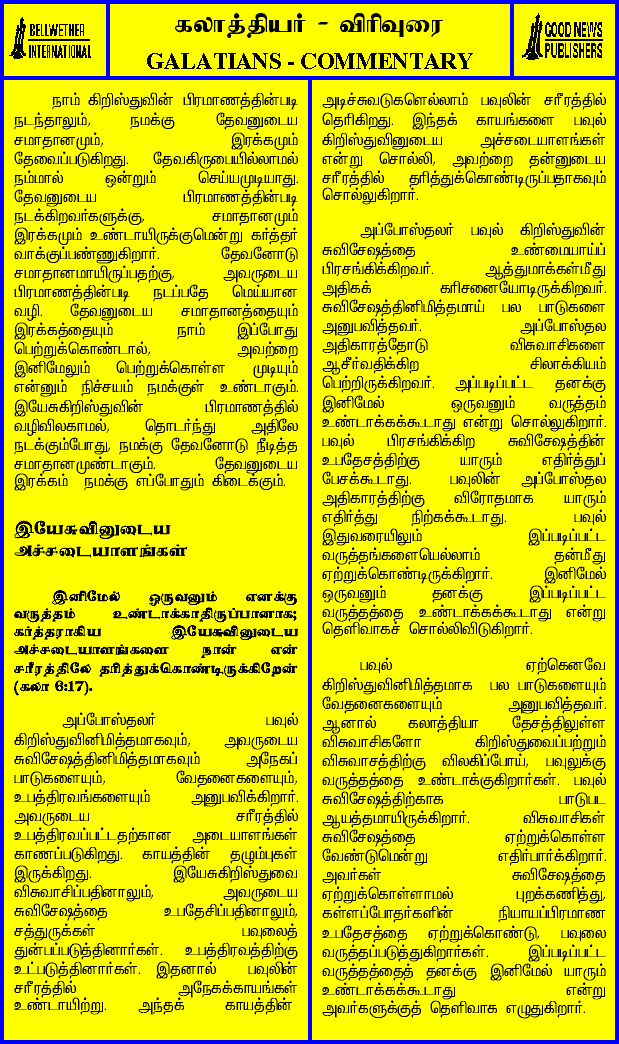 BELLWETHER
INTERNATIONAL
கலாத்தியர் - விரிவுரை
GALATIANS - COMMENTARY
GOOD NEWS
PUBLISHERS
நாம் கிறிஸ்துவின் பிரமாணத்தின்படி
நடந்தாலும், நமக்கு தேவனுடைய
சமாதானமும், இரக்கமும்
தேவைப்படுகிறது. தேவகிருபையில்லாமல்
நம்மால் ஒன்றும் செய்யமுடியாது.
தேவனுடைய பிரமாணத்தின்படி
நடக்கிறவர்களுக்கு, சமாதானமும்
இரக்கமும் உண்டாயிருக்குமென்று கர்த்தர்
வாக்குப்பண்ணுகிறார். தேவனோடு
சமாதானமாயிருப்பதற்கு, அவருடைய
பிரமாணத்தின்படி நடப்பதே மெய்யான
வழி. தேவனுடைய சமாதானத்தையும்
இரக்கத்தையும் நாம் இப்போது
பெற்றுக்கொண்டால், அவற்றை
இனிமேலும் பெற்றுக்கொள்ள முடியும்
என்னும் நிச்சயம் நமக்குள் உண்டாகும்.
இயேசுகிறிஸ்துவின் பிரமாணத்தில்
வழிவிலகாமல், தொடர்ந்து அதிலே
நடக்கும்போது, நமக்கு தேவனோடு நீடித்த
சமாதானமுண்டாகும். தேவனுடைய
இரக்கம் நமக்கு எப்போதும் கிடைக்கும்.
இயேசுவினுடைய
அச்சடையாளங்கள்
இனிமேல் ஒருவனும் எனக்கு
வருத்தம் உண்டாக்காதிருப்பானாக;
கர்த்தராகிய இயேசுவினுடைய
அச்சடையாளங்களை நான் என்
சரீரத்திலே தரித்துக்கொண்டிருக்கிறேன்
(கலா 6:17).
அப்போஸ்தலர் பவுல்
கிறிஸ்துவினிமித்தமாகவும், அவருடைய
சுவிசேஷத்தினிமித்தமாகவும் அநேகப்
பாடுகளையும், வேதனைகளையும்,
உபத்திரவங்களையும் அனுபவிக்கிறார்.
அவருடைய சரீரத்தில்
உபத்திரவப்பட்டதற்கான அடையாளங்கள்
காணப்படுகிறது. காயத்தின் தழும்புகள்
இருக்கிறது. இயேசுகிறிஸ்துவை
விசுவாசிப்பதினாலும், அவருடைய
சுவிசேஷத்தை உபதேசிப்பதினாலும்,
சத்துருக்கள் பவுலைத்
துன்பப்படுத்தினார்கள். உபத்திரவத்திற்கு
உட்படுத்தினார்கள். இதனால் பவுலின்
சரீரத்தில் அநேகக்காயங்கள்
உண்டாயிற்று. அந்தக் காயத்தின்
அடிச்சுவடுகளெல்லாம் பவுலின் சரீரத்தில்
தெரிகிறது. இந்தக் காயங்களை பவுல்
கிறிஸ்துவினுடைய அச்சடையாளங்கள்
என்று சொல்லி, அவற்றை தன்னுடைய
சரீரத்தில் தரித்துக்கொண்டிருப்பதாகவும்
சொல்லுகிறார்.
அப்போஸ்தலர் பவுல் கிறிஸ்துவின்
சுவிசேஷத்தை உண்மையாய்ப்
பிரசங்கிக்கிறவர். ஆத்துமாக்கள்மீது
அதிகக் கரிசனையோடிருக்கிறவர்.
சுவிசேஷத்தினிமித்தமாய் பல பாடுகளை
அனுபவித்தவர். அப்போஸ்தல
அதிகாரத்தோடு விசுவாசிகளை
ஆசீர்வதிக்கிற சிலாக்கியம்
பெற்றிருக்கிறவர். அப்படிப்பட்ட தனக்கு
இனிமேல் ஒருவனும் வருத்தம்
உண்டாக்கக்கூடாது என்று சொல்லுகிறார்.
பவுல் பிரசங்கிக்கிற சுவிசேஷத்தின்
உபதேசத்திற்கு யாரும் எதிர்த்துப்
பேசக்கூடாது. பவுலின் அப்போஸ்தல
அதிகாரத்திற்கு விரோதமாக யாரும்
எதிர்த்து நிற்கக்கூடாது. பவுல்
இதுவரையிலும் இப்படிப்பட்ட
வருத்தங்களையெல்லாம் தன்மீது
ஏற்றுக்கொண்டிருக்கிறார். இனிமேல்
ஒருவனும் தனக்கு இப்படிப்பட்ட
வருத்தத்தை உண்டாக்கக்கூடாது என்று
தெளிவாகச் சொல்லிவிடுகிறார்.
பவுல் ஏற்கெனவே
கிறிஸ்துவினிமித்தமாக பல பாடுகளையும்
வேதனைகளையும் அனுபவித்தவர்.
ஆனால் கலாத்தியா தேசத்திலுள்ள
விசுவாசிகளோ கிறிஸ்துவைப்பற்றும்
விசுவாசத்திற்கு விலகிப்போய், பவுலுக்கு
வருத்தத்தை உண்டாக்குகிறார்கள். பவுல்
சுவிசேஷத்திற்காக பாடுபட
ஆயத்தமாயிருக்கிறார். விசுவாசிகள்
சுவிசேஷத்தை ஏற்றுக்கொள்ள
வேண்டுமென்று எதிர்பார்க்கிறார்.
அவர்கள் சுவிசேஷத்தை
ஏற்றுக்கொள்ளாமல் புறக்கணித்து,
கள்ளப்போதர்களின் நியாயப்பிரமாண
உபதேசத்தை ஏற்றுக்கொண்டு, பவுலை
வருத்தப்படுத்துகிறார்கள். இப்படிப்பட்ட
வருத்தத்தைத் தனக்கு இனிமேல் யாரும்
உண்டாக்கக்கூடாது என்று
அவர்களுக்குத் தெளிவாக எழுதுகிறார்.